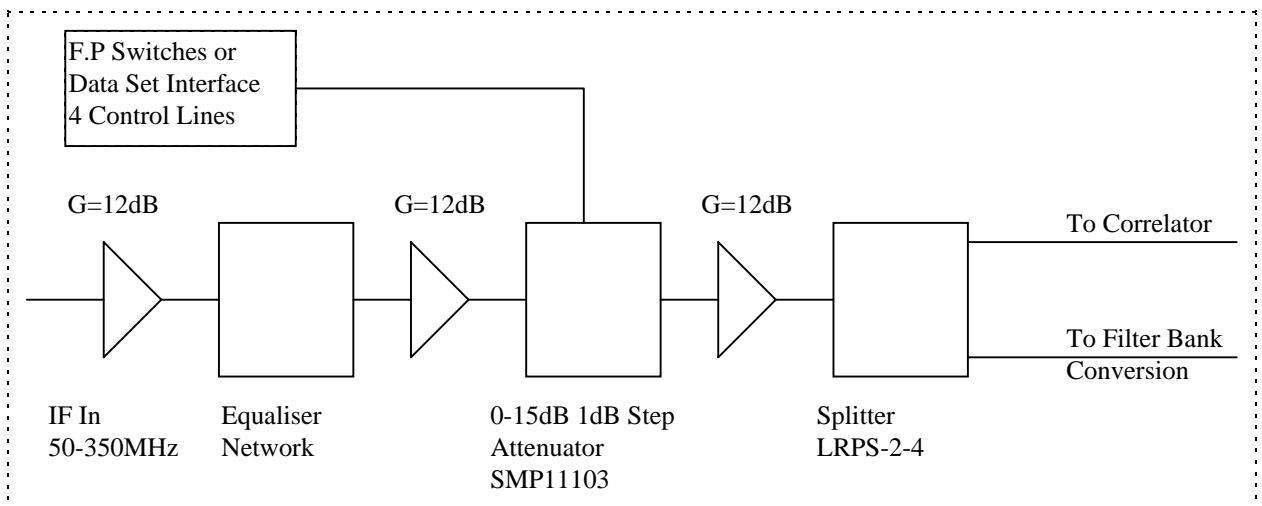 F.P Switches or
Data Set Interface
4 Control Lines
G=12dB
G=12dB
G=12dB
To Correlator
To Filter Bank
Conversion
IF In
50-350MHz
Equaliser
Network
0-15dB 1dB Step
Attenuator
SMP11103
Splitter
LRPS-2-4